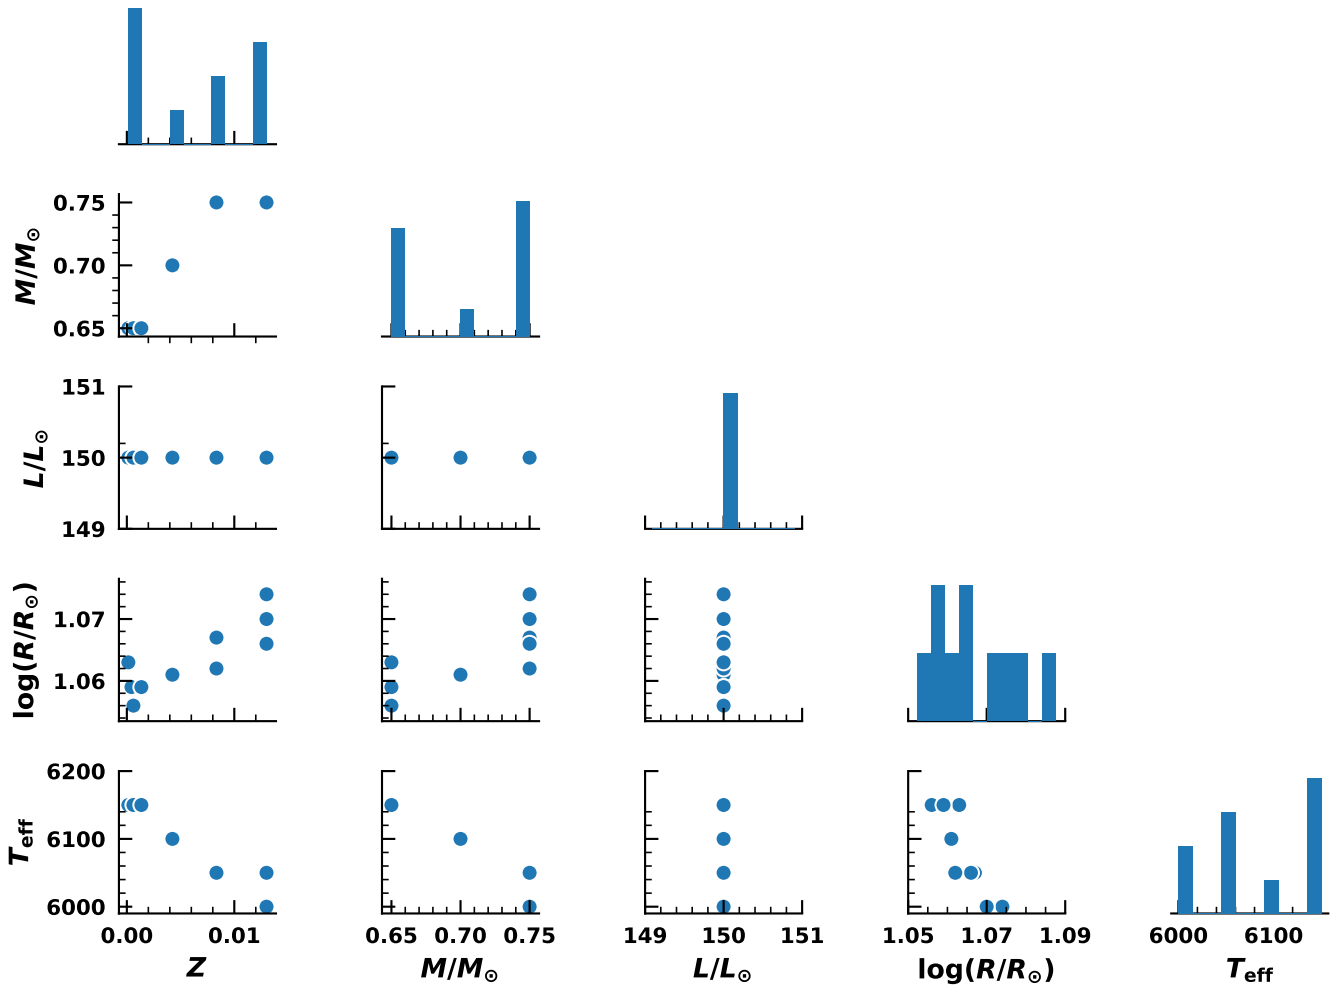 0.75
0.70
0.65
M/M⊙
151
150
149
L/L⊙
1.07
1.06
log(R/R⊙)
6200
6100
6000
Teff
0.00 0.01
Z
0.65 0.70 0.75
M/M⊙
149 150 151
L/L⊙
1.05 1.07 1.09
log(R/R⊙)
6000 6100
Teff